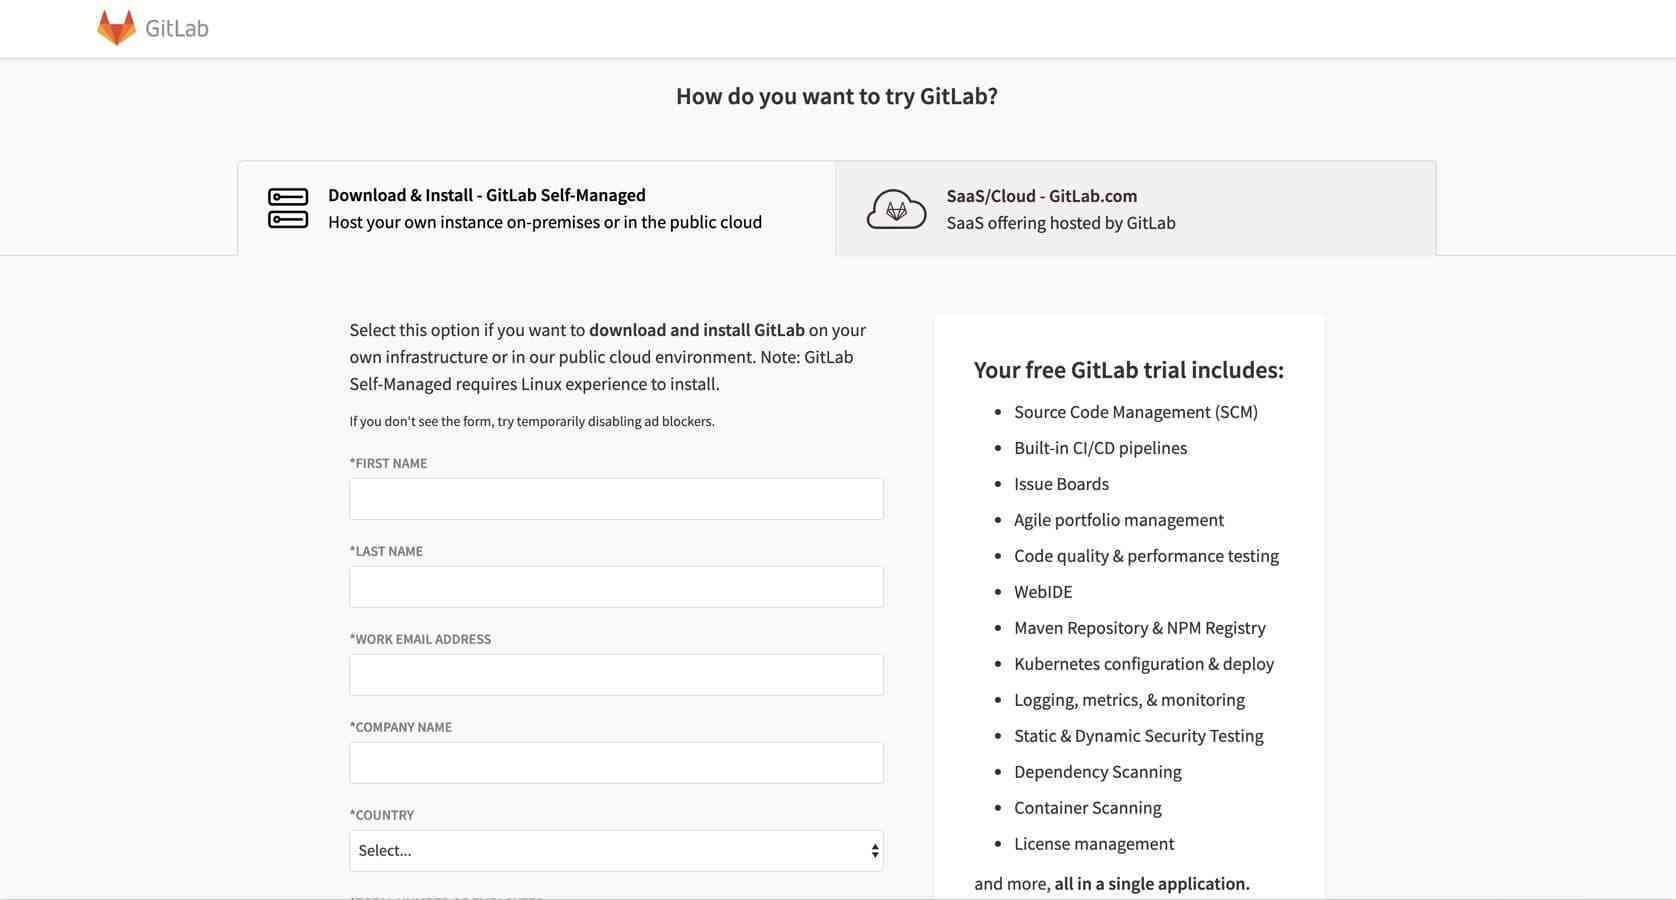 GitLab
How do you want to try GitLab?
Download & Install - GitLab Self-Managed
Host your own instance on-premises or in the public cloud
SaaS/Cloud - GitLab.com
SaaS offering hosted by GitLab
Select this option if you want to download and install GitLab on your
own infrastructure or in our public cloud environment. Note: GitLab
Self-Managed requires Linux experience to install.
If you don't see the form, try temporarily disabling ad blockers.
*FIRST NAME
*LAST NAME
*WORK EMAIL ADDRESS
*COMPANY NAME
*COUNTRY
Select...
Your free GitLab trial includes:
• Source Code Management (SCM)
• Built-in CI/CD pipelines
• Issue Boards
• Agile portfolio management
• Code quality & performance testing
• WebIDE
• Maven Repository & NPM Registry
• Kubernetes configuration & deploy
• Logging, metrics, & monitoring
• Static & Dynamic Security Testing
• Dependency Scanning
• Container Scanning
• License management
and more, all in a single application.